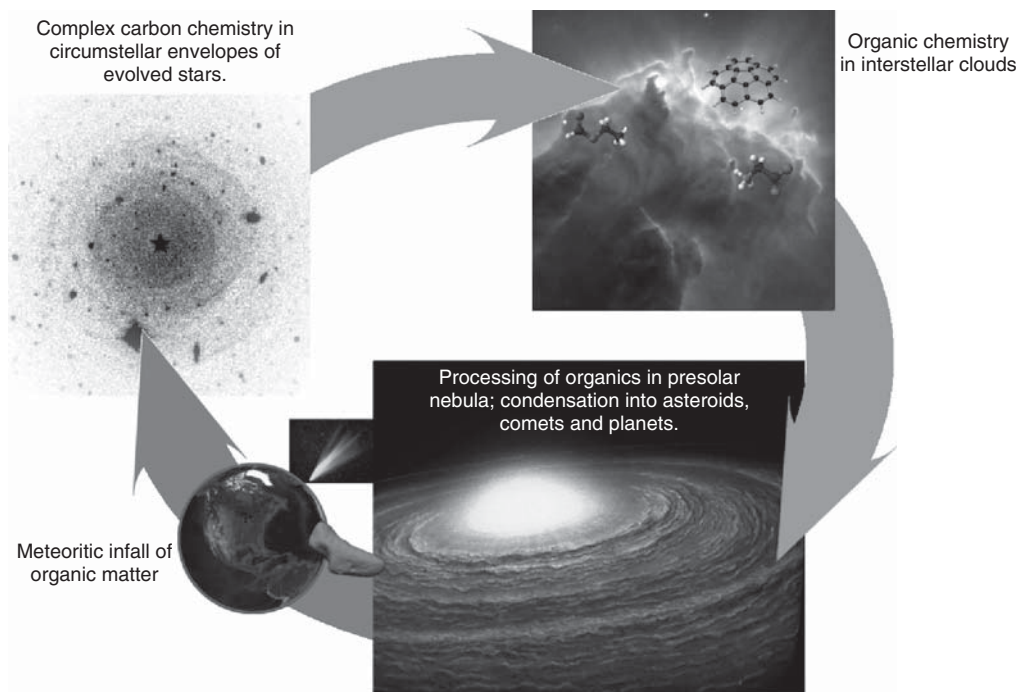 Complex carbon chemistry in
circumstellar envelopes of
evolved stars.
Organic chemistry
in interstellar clouds
Processing of organics in presolar
nebula; condensation into asteroids,
comets and planets.
Meteoritic infall of
organic matter